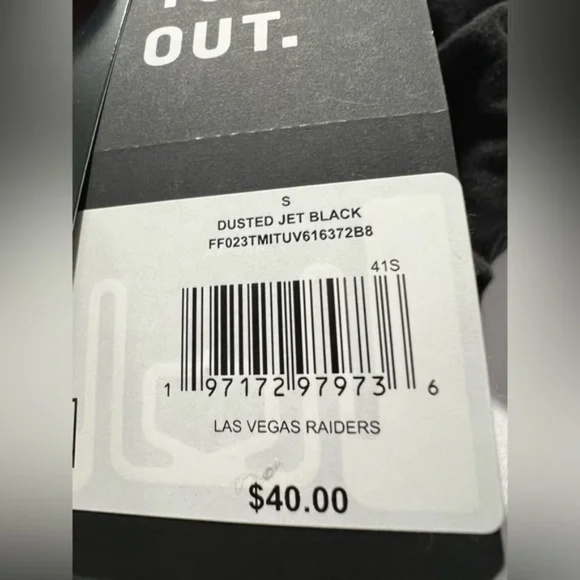 OUT.
S
DUSTED JET BLACK
FF023TMITUV616372B8
41S
1 97172 97973 6
LAS VEGAS RAIDERS
$40.00